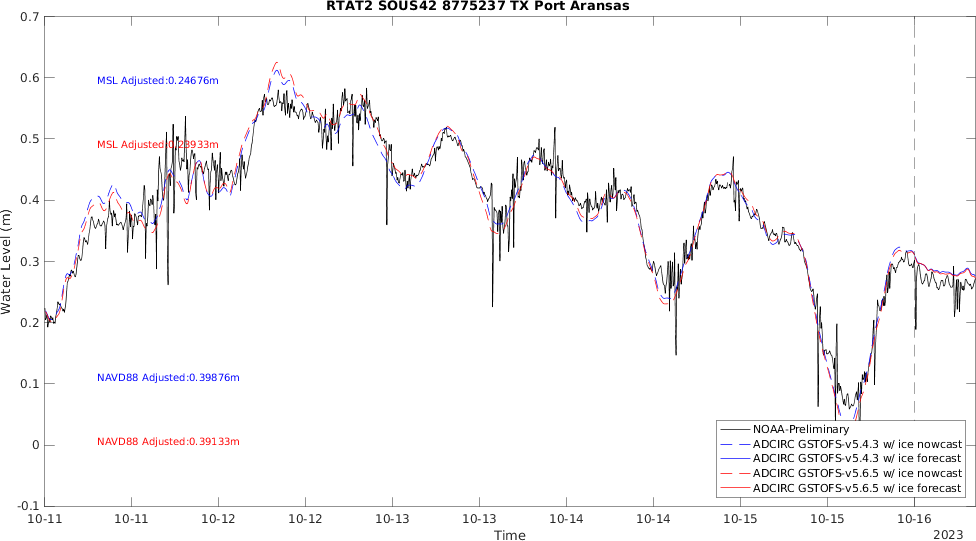 RTAT2 SOUS42 8775237 TX Port Aransas
0.7
0.6
0.5
0.4
0.3
0.2
0.1
0
-0.1
Water Level (m)
MSL Adjusted:0.24676m
MSL Adjusted:0.23933m
NAVD88 Adjusted:0.39876m
NAVD88 Adjusted:0.39133m
NOAA-Preliminary
ADCIRC GSTOFS-v5.4.3 w/ ice nowcast
ADCIRC GSTOFS-v5.4.3 w/ ice forecast
ADCIRC GSTOFS-v5.6.5 w/ ice nowcast
ADCIRC GSTOFS-v5.6.5 w/ ice forecast
10-11 10-11 10-12 10-12 10-13 10-13 10-14 10-14 10-15 10-15 10-16
Time
2023